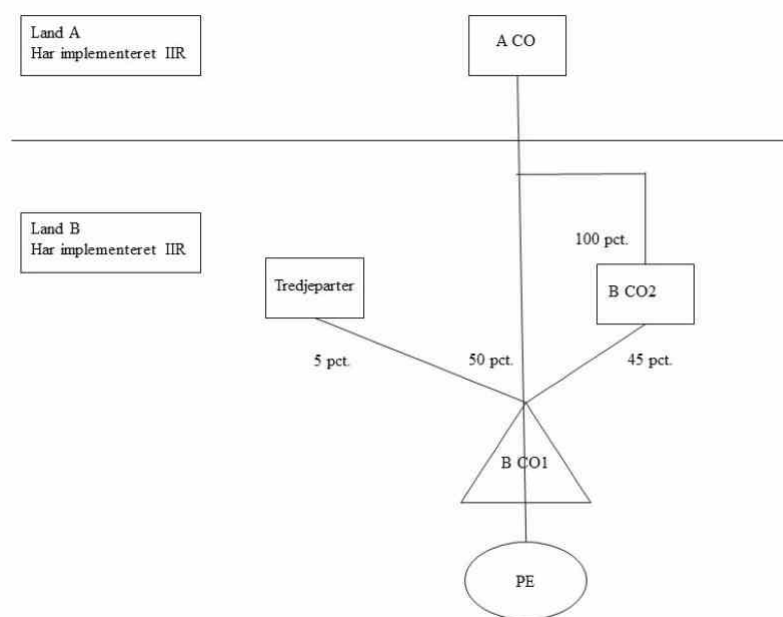 Land A
Har implementeret IIR
A CO
Land B
Har implementeret IIR
100 pct.
Tredjeparter
B CO2
5 pct.
50 pct.
45 pct.
B CO1
PE